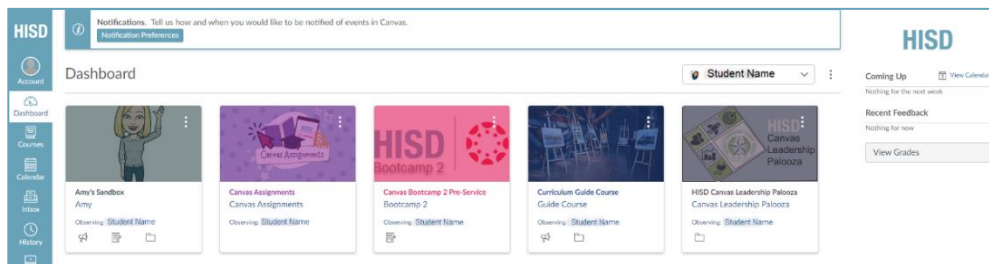 HISD
Notifications. Tell us how and when you would like to be notified of events in Canvas.
Notification Preferences
Account
Dashboard
Courses
Calendar
Inbox
History
Dashboard
Student Name
Canvas Assignments
HISD
Bootcamp 2
HISD
Canvas
Leadership
Palooza
Amy's Sandbox
Amy
Observing: Student Name
Canvas Assignments
Canvas Assignments
Observing: Student Name
Canvas Bootcamp 2 Pre-Service
Bootcamp 2
Observing: Student Name
Curriculum Guide Course
Guide Course
Observing: Student Name
HISD Canvas Leadership Palooza
Canvas Leadership Palooza
Observing: Student Name
HISD
Coming Up
View Calendar
Nothing for the next week
Recent Feedback
Nothing for now
View Grades